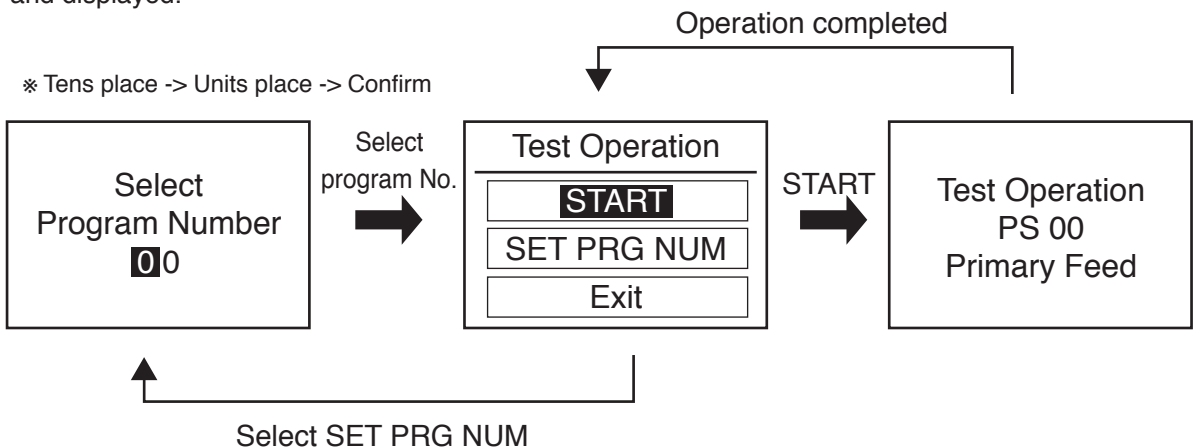 and displayed.
Operation completed
※ Tens place -> Units place -> Confirm
Select
Program Number
00
Select
program No.
Test Operation
START
SET PRG NUM
Exit
START
Test Operation
PS 00
Primary Feed
Select SET PRG NUM